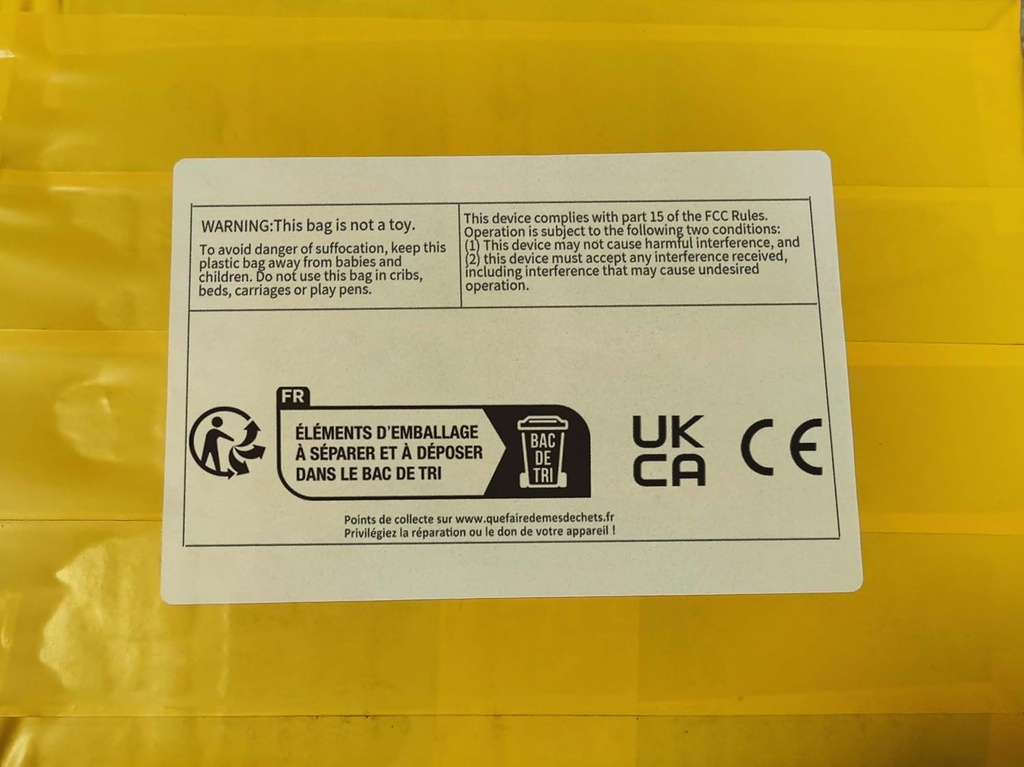 WARNING:This bag is not a toy.
To avoid danger of suffocation, keep this
plastic bag away from babies and
children. Do not use this bag in cribs,
beds, carriages or play pens.
This device complies with part 15 of the FCC Rules.
Operation is subject to the following two conditions:
(1) This device may not cause harmful interference, and
(2) this device must accept any interference received,
including interference that may cause undesired
operation.
FR
ÉLÉMENTS D'EMBALLAGE
À SÉPARER ET À DÉPOSER
DANS LE BAC DE TRI
BAC
DE
TRI
UK
CA
CE
Points de collecte sur www.quefairedemesdechets.fr
Privilégiez la réparation ou le don de votre appareil !